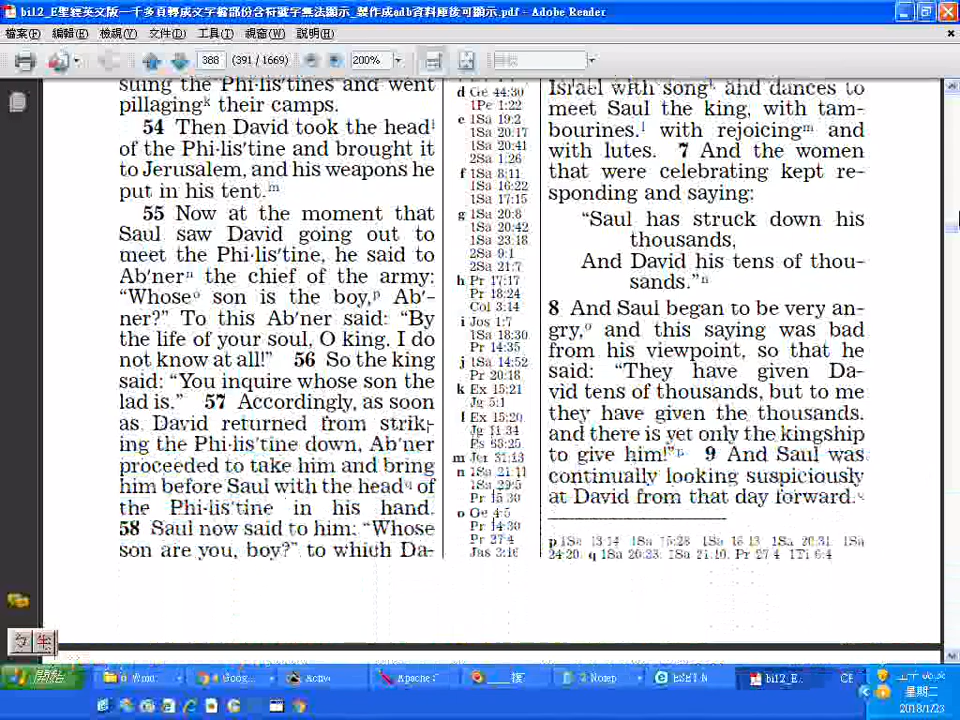 bi12_E聖經英文版一千多頁轉成文字檔部份含符號字無法顯示_製作成adb資料庫後可顯示.pdf - Adobe Reader
檔案(F) 編輯(E) 檢視(V) 文件(D) 工具(T) 視窗(W) 說明(H)
388 (391 / 1669) 200%
suing the Phi·lis′tines and went
pillagingᵏ their camps.
54 Then David took the headˡ
of the Phi·lis′tine and brought it
to Jerusalem, and his weapons he
put in his tent.ᵐ
55 Now at the moment that
Saul saw David going out to
meet the Phi·lis′tine, he said to
Ab′nerⁿ the chief of the army:
“Whoseᵒ son is the boy,ᵖ Ab′-
ner?” To this Ab′ner said: “By
the life of your soul, O king, I do
not know at all!” 56 So the king
said: “You inquire whose son the
lad is.” 57 Accordingly, as soon
as David returned from strik-
ing the Phi·lis′tine down, Ab′ner
proceeded to take him and bring
him before Saul with the head of
the Phi·lis′tine in his hand.
58 Saul now said to him: “Whose
son are you, boy?” to which Da-
d Ge 44:30
1Pe 1:22
e 1Sa 19:2
1Sa 20:17
1Sa 20:41
2Sa 1:26
f 1Sa 8:11
1Sa 16:22
1Sa 17:15
g 1Sa 20:8
1Sa 20:42
1Sa 23:18
2Sa 9:1
2Sa 21:7
h Pr 17:17
Pr 18:24
Col 3:14
i Jos 1:7
1Sa 18:30
Pr 14:35
j 1Sa 14:52
Pr 20:18
k Ex 15:21
Jg 5:1
l Ex 15:20
Jg 11:34
Ps 68:25
m Jer 31:13
n 1Sa 21:11
1Sa 29:5
Pr 15:30
o Ge 4:5
Pr 14:30
Pr 27:4
Jas 3:16
Israel with songᵏ and dances to
meet Saul the king, with tam-
bourines,ˡ with rejoicingᵐ and
with lutes. 7 And the women
that were celebrating kept re-
sponding and saying:
“Saul has struck down his
thousands,
And David his tens of thou-
sands.”ⁿ
8 And Saul began to be very an-
gry,ᵒ and this saying was bad
from his viewpoint, so that he
said: “They have given Da-
vid tens of thousands, but to me
they have given the thousands,
and there is yet only the kingship
to give him!”ᵖ 9 And Saul was
continually looking suspiciously
at David from that day forward.
p 1Sa 13:14 1Sa 15:28 1Sa 16:13 1Sa 20:31 1Sa
24:20. q 1Sa 20:33 1Sa 21:10 Pr 27:4 1Ti 6:4
開始 Goog... Activ Apache 2 Notep bi12_E...
星期二
2018/1/23